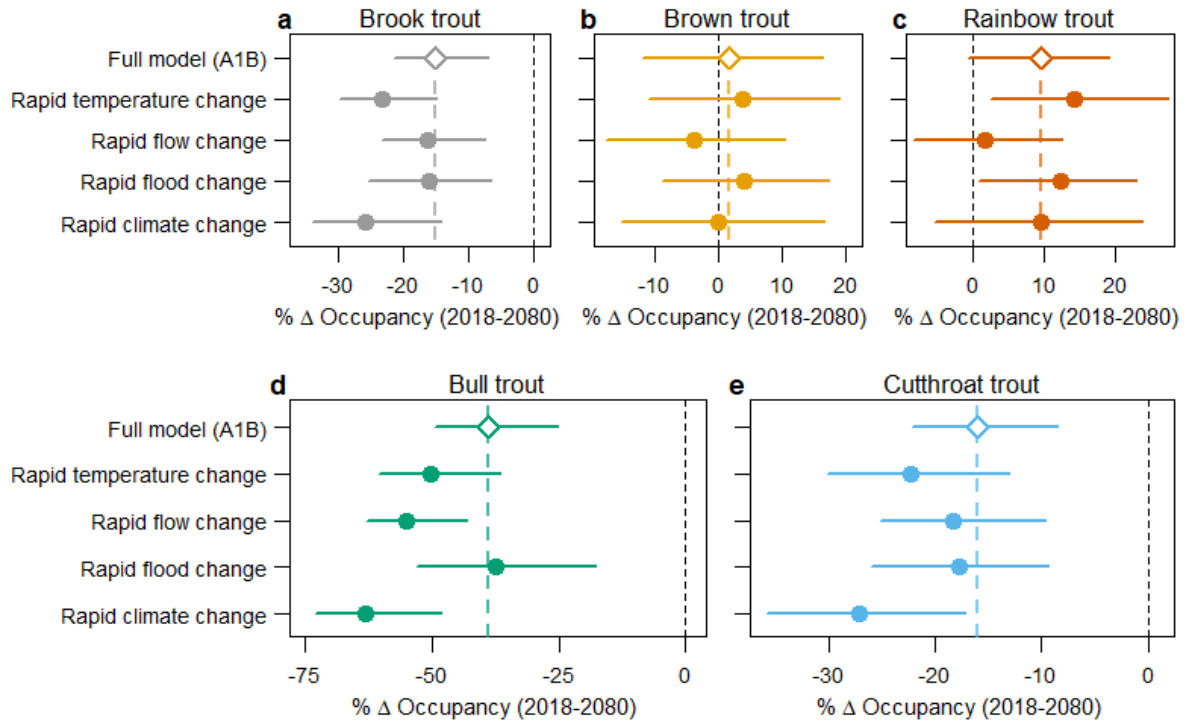 a Brook trout
b Brown trout
c Rainbow trout
Full model (A1B)
Rapid temperature change
Rapid flow change
Rapid flood change
Rapid climate change
-30 -20 -10 0
-10 0 10 20
0 10 20
% Δ Occupancy (2018-2080)
% Δ Occupancy (2018-2080)
% Δ Occupancy (2018-2080)
d Bull trout
e Cutthroat trout
Full model (A1B)
Rapid temperature change
Rapid flow change
Rapid flood change
Rapid climate change
-75 -50 -25 0
-30 -20 -10 0
% Δ Occupancy (2018-2080)
% Δ Occupancy (2018-2080)